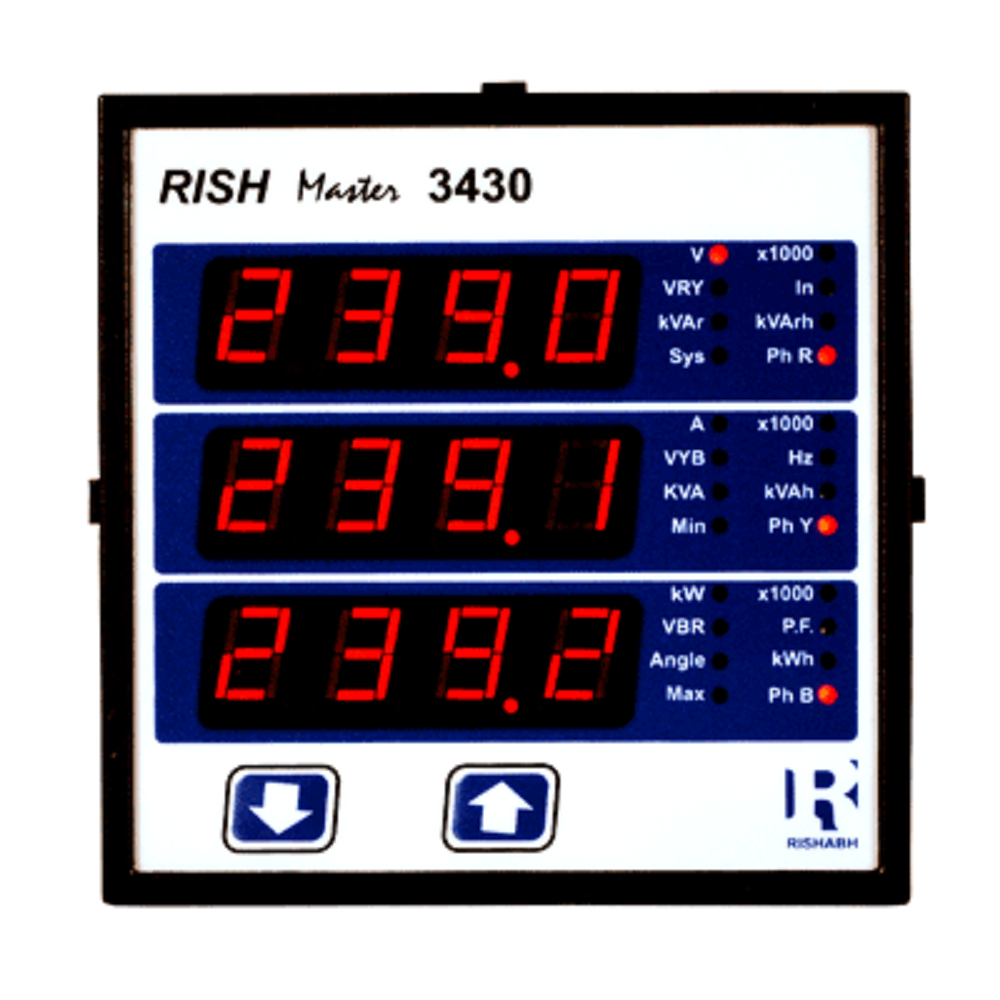 RISH Master 3430
239.0
V x1000
VRY In
kVAr kVArh
Sys Ph R
239.1
A x1000
VYB Hz
KVA kVAh
Min Ph Y
239.2
kW x1000
VBR P.F.
Angle kWh
Max Ph B
R
RISHABH